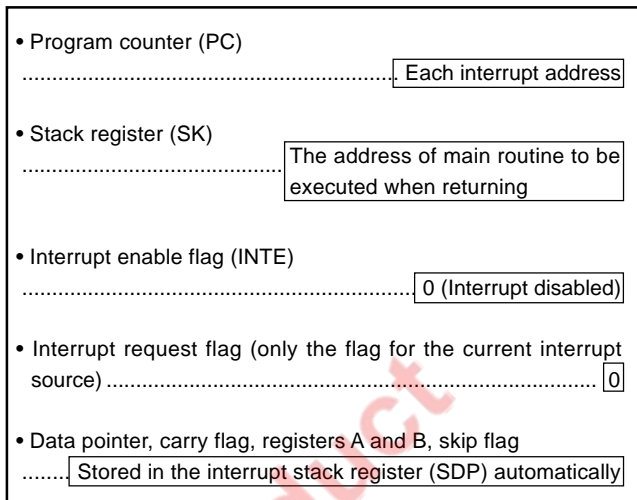 • Program counter (PC)
............................................................... Each interrupt address
• Stack register (SK)
............................................ The address of main routine to be
executed when returning
• Interrupt enable flag (INTE)
.................................................................. 0 (Interrupt disabled)
• Interrupt request flag (only the flag for the current interrupt
source) .................................................................................. 0
• Data pointer, carry flag, registers A and B, skip flag
........ Stored in the interrupt stack register (SDP) automatically
duct